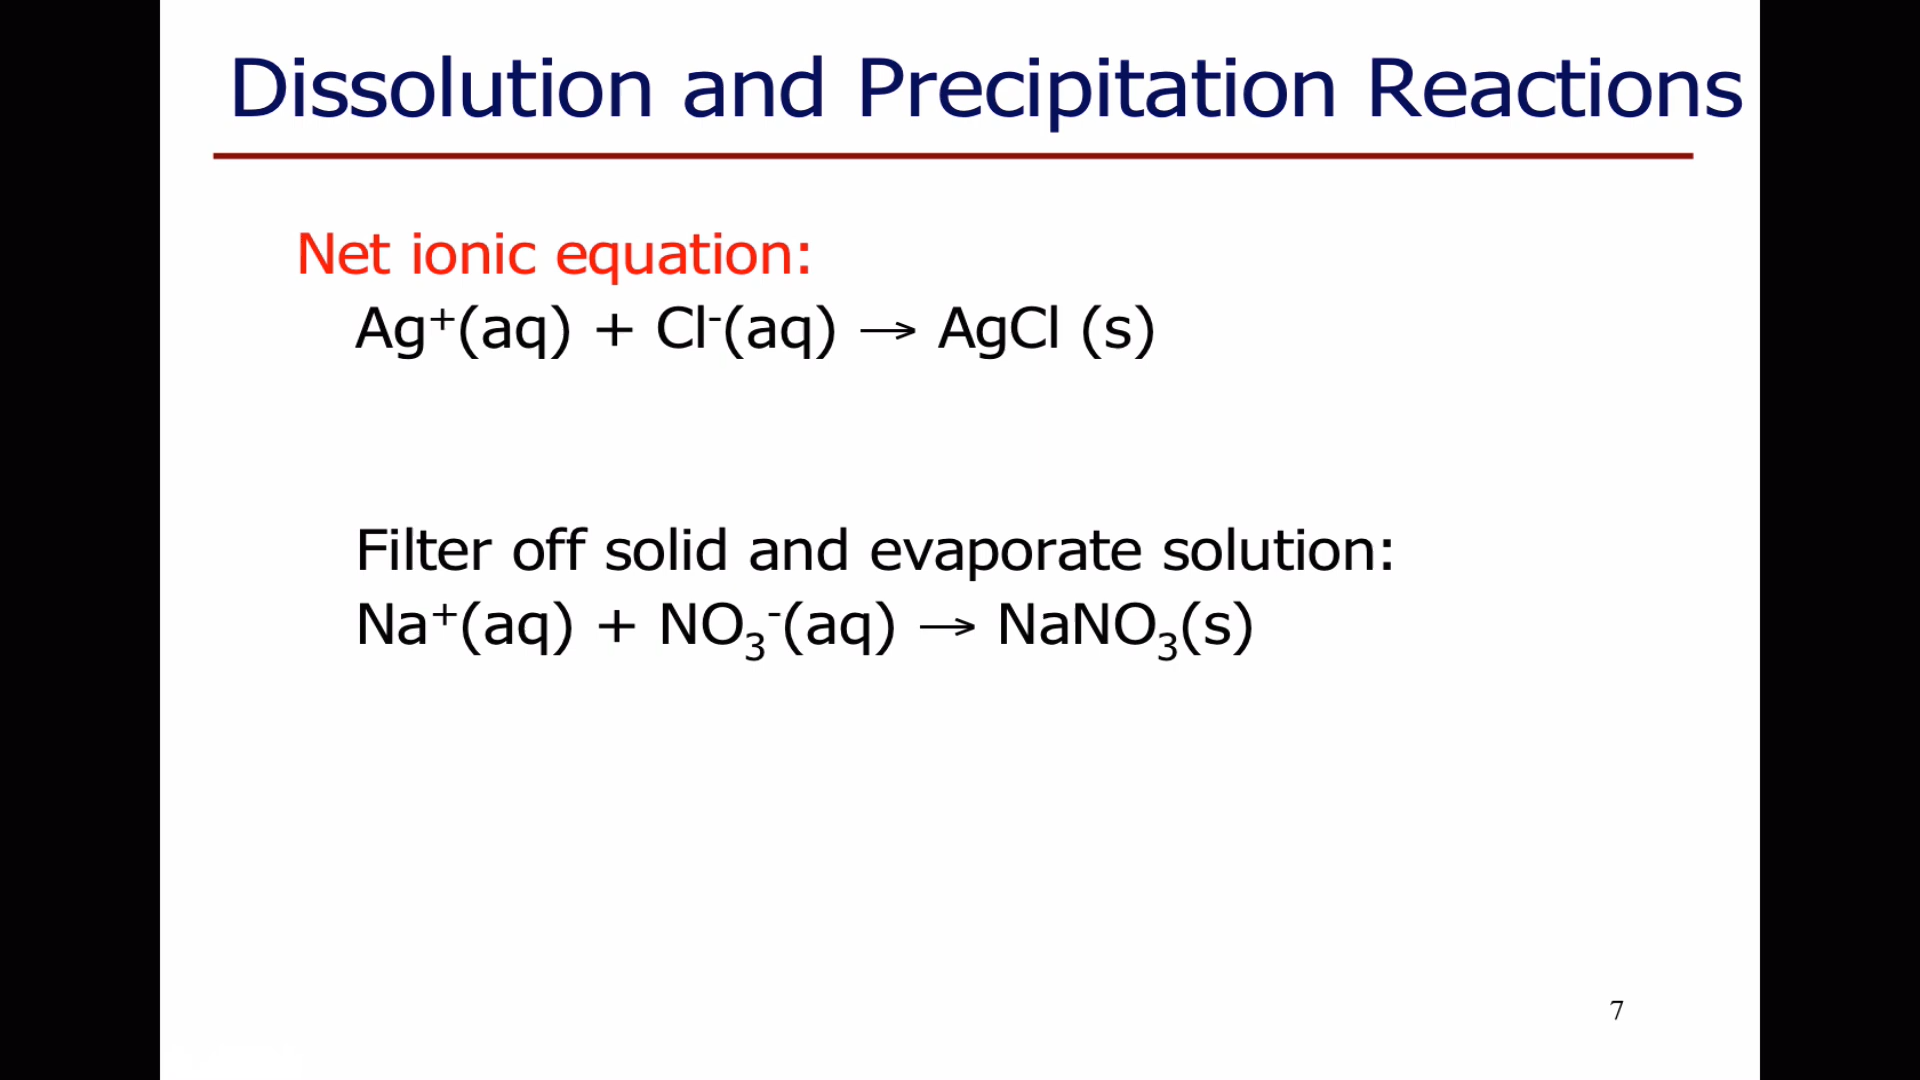 Dissolution and Precipitation Reactions
Net ionic equation:
Ag⁺(aq) + Cl⁻(aq) → AgCl (s)
Filter off solid and evaporate solution:
Na⁺(aq) + NO₃⁻(aq) → NaNO₃(s)
7